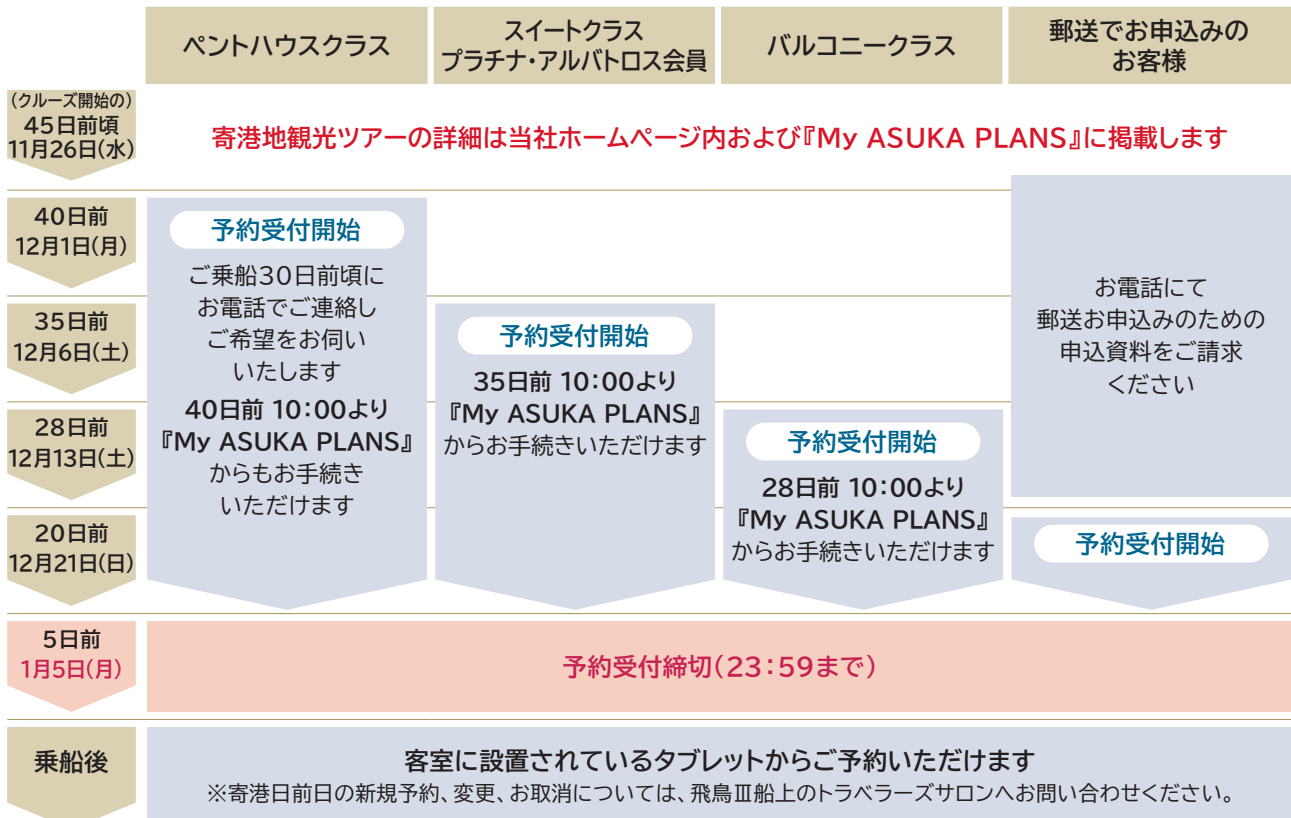 ペントハウスクラス
スイートクラス
プラチナ・アルバトロス会員
バルコニークラス
郵送でお申込みの
お客様
(クルーズ開始の)
45日前頃
11月26日(水)
寄港地観光ツアーの詳細は当社ホームページ内および『My ASUKA PLANS』に掲載します
40日前
12月1日(月)
35日前
12月6日(土)
28日前
12月13日(土)
20日前
12月21日(日)
予約受付開始
ご乗船30日前頃に
お電話でご連絡し
ご希望をお伺い
いたします
40日前 10:00より
『My ASUKA PLANS』
からもお手続き
いただけます
予約受付開始
35日前 10:00より
『My ASUKA PLANS』
からお手続きいただけます
予約受付開始
28日前 10:00より
『My ASUKA PLANS』
からお手続きいただけます
お電話にて
郵送お申込みのための
申込資料をご請求
ください
予約受付開始
5日前
1月5日(月)
予約受付締切(23:59まで)
乗船後
客室に設置されているタブレットからご予約いただけます
※寄港日前日の新規予約、変更、お取消については、飛鳥Ⅲ船上のトラベラーズサロンへお問い合わせください。